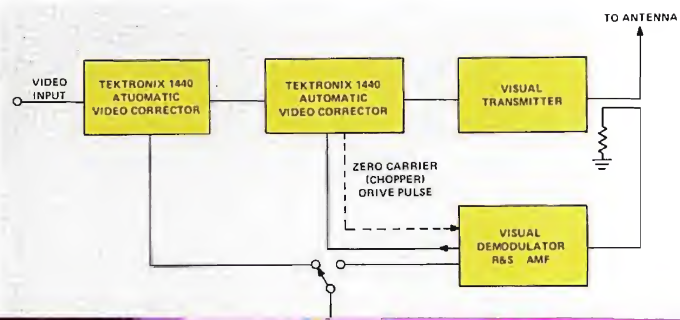 TO ANTENNA
VIDEO
INPUT
TEKTRONIX 1440
ATUOMATIC
VIDEO CORRECTOR
TEKTRONIX 1440
AUTOMATIC
VIDEO CORRECTOR
VISUAL
TRANSMITTER
ZERO CARRIER
(CHOPPER)
DRIVE PULSE
VISUAL
DEMODULATOR
R&S AMF